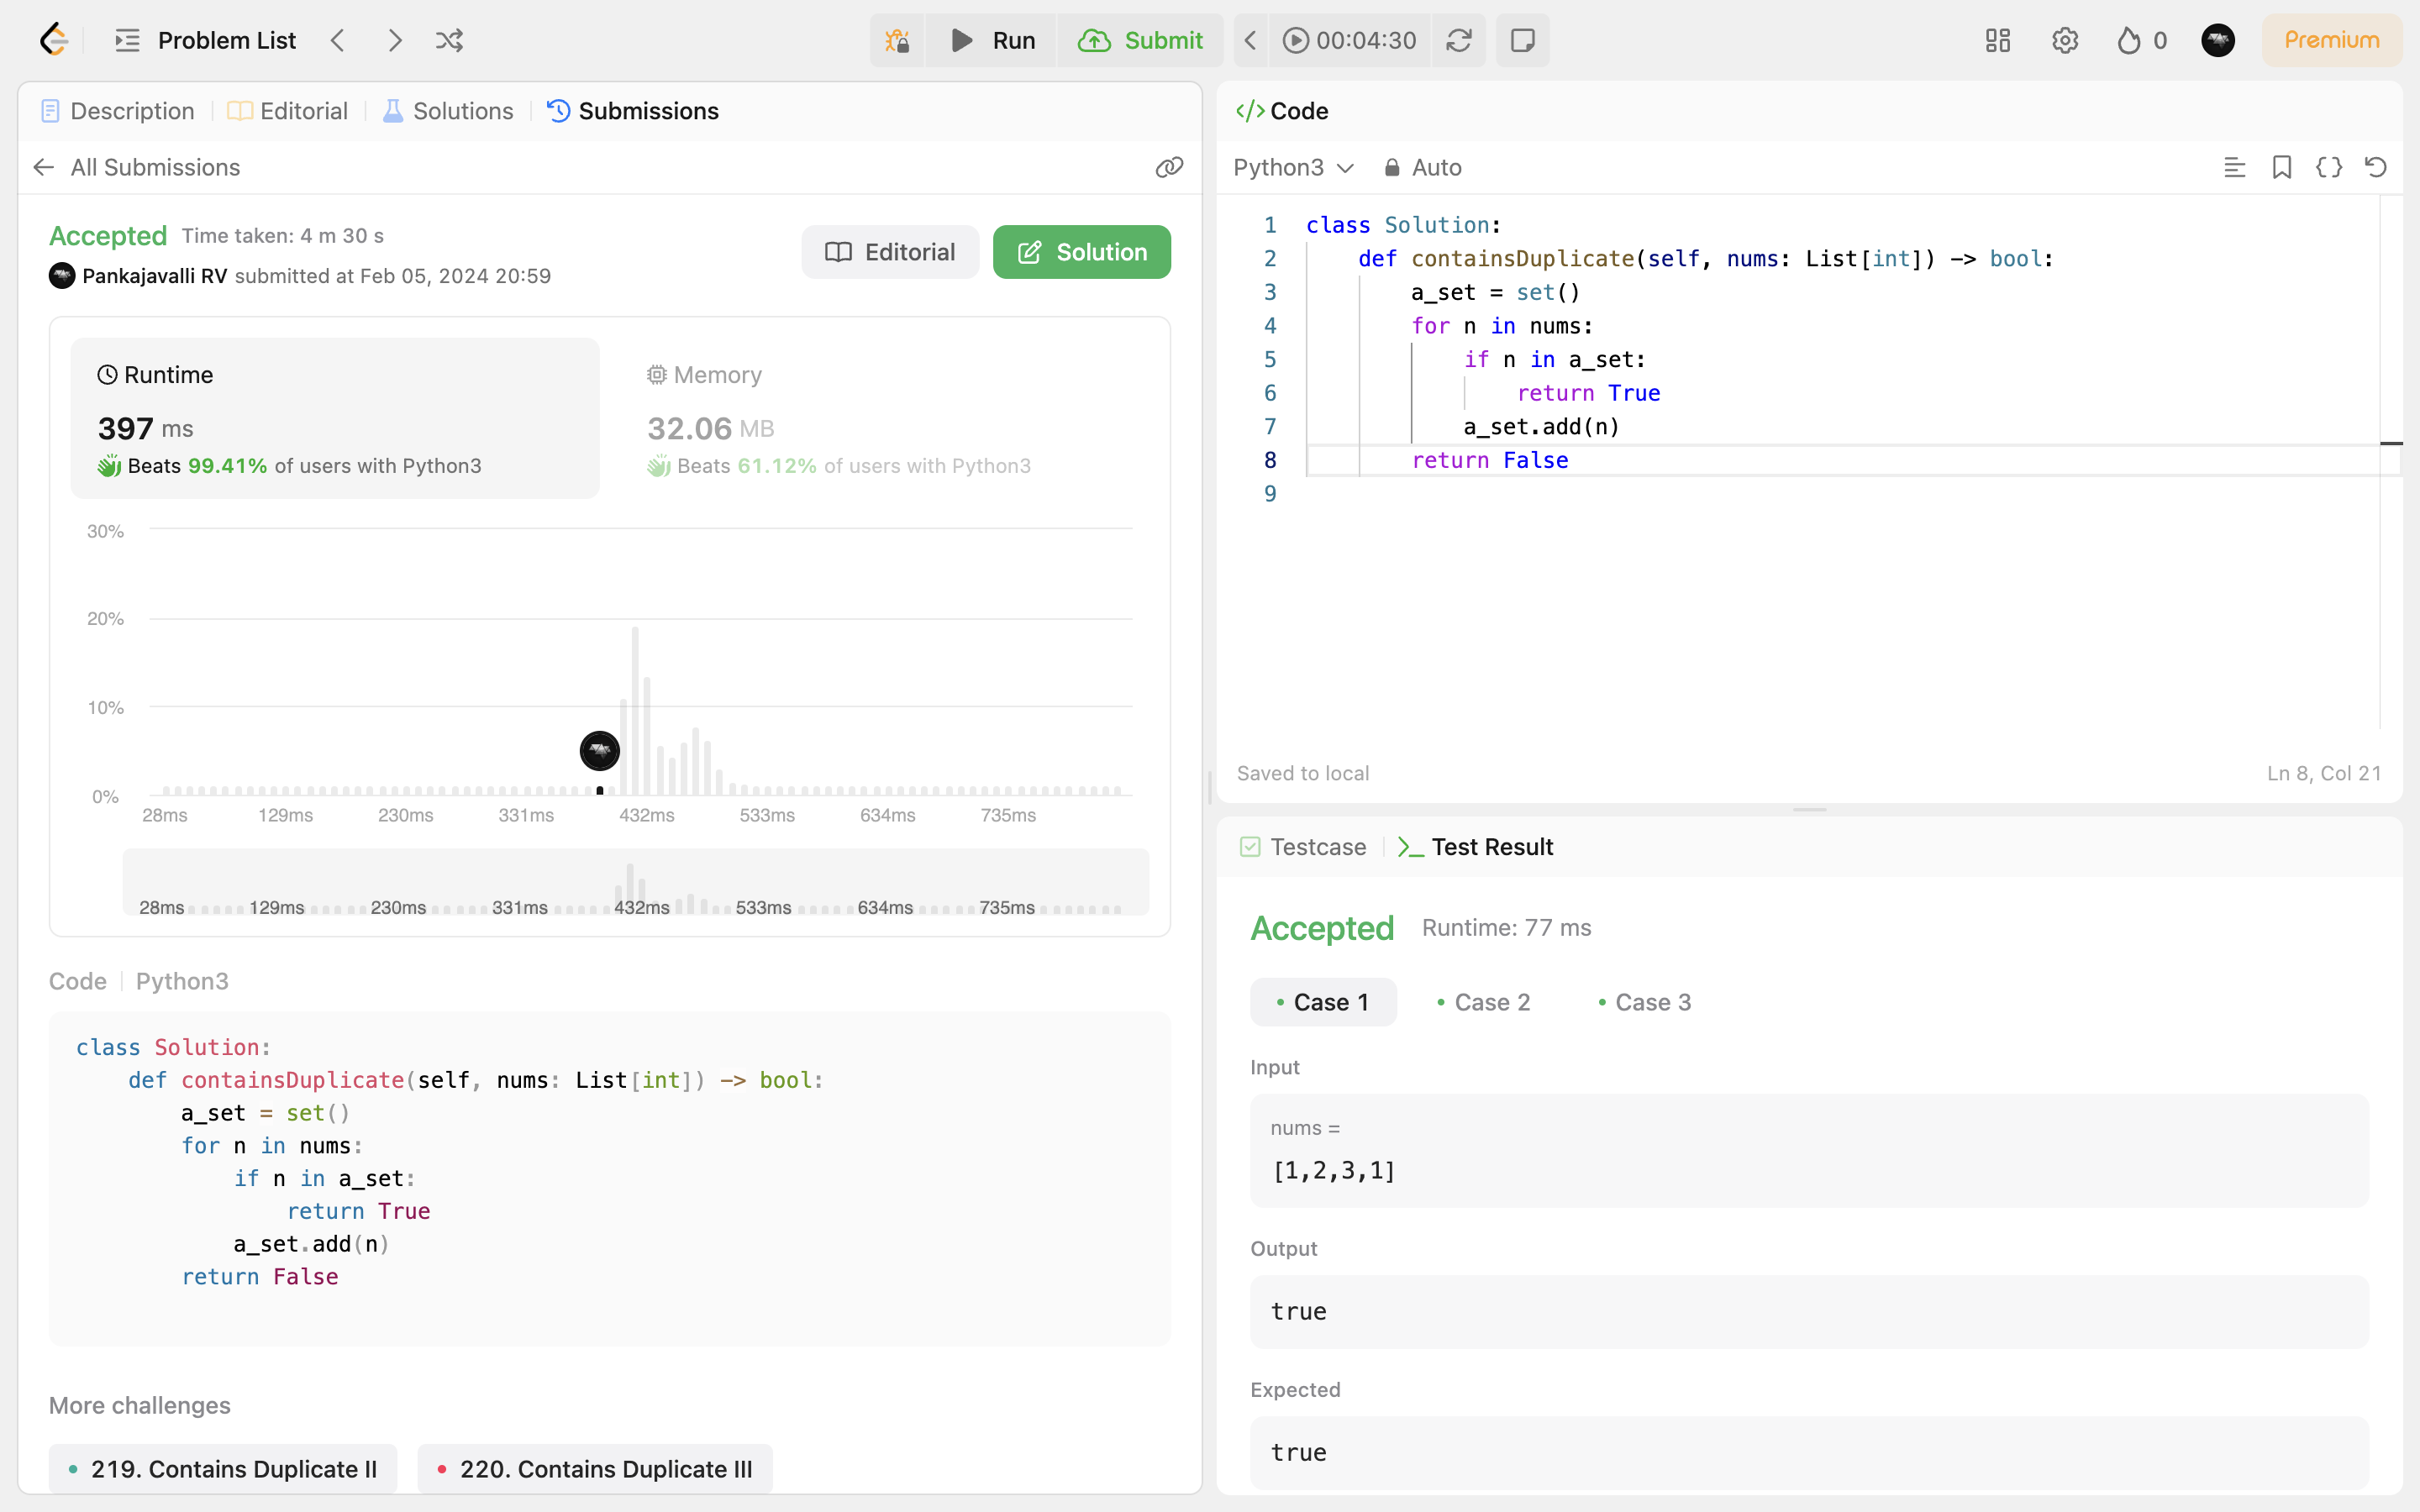 Problem List
Run
Submit
00:04:30
0
Premium
Description
Editorial
Solutions
Submissions
All Submissions
Accepted Time taken: 4 m 30 s
Pankajavalli RV submitted at Feb 05, 2024 20:59
Editorial
Solution
Runtime
397 ms
Beats 99.41% of users with Python3
Memory
32.06 MB
Beats 61.12% of users with Python3
30%
20%
10%
0%
28ms 129ms 230ms 331ms 432ms 533ms 634ms 735ms
28ms 129ms 230ms 331ms 432ms 533ms 634ms 735ms
Code Python3
class Solution:
    def containsDuplicate(self, nums: List[int]) -> bool:
        a_set = set()
        for n in nums:
            if n in a_set:
                return True
            a_set.add(n)
        return False
More challenges
219. Contains Duplicate II
220. Contains Duplicate III
</> Code
Python3
Auto
1 class Solution:
2     def containsDuplicate(self, nums: List[int]) -> bool:
3         a_set = set()
4         for n in nums:
5             if n in a_set:
6                 return True
7             a_set.add(n)
8         return False
9
Saved to local
Ln 8, Col 21
Testcase
Test Result
Accepted Runtime: 77 ms
Case 1
Case 2
Case 3
Input
nums =
[1,2,3,1]
Output
true
Expected
true